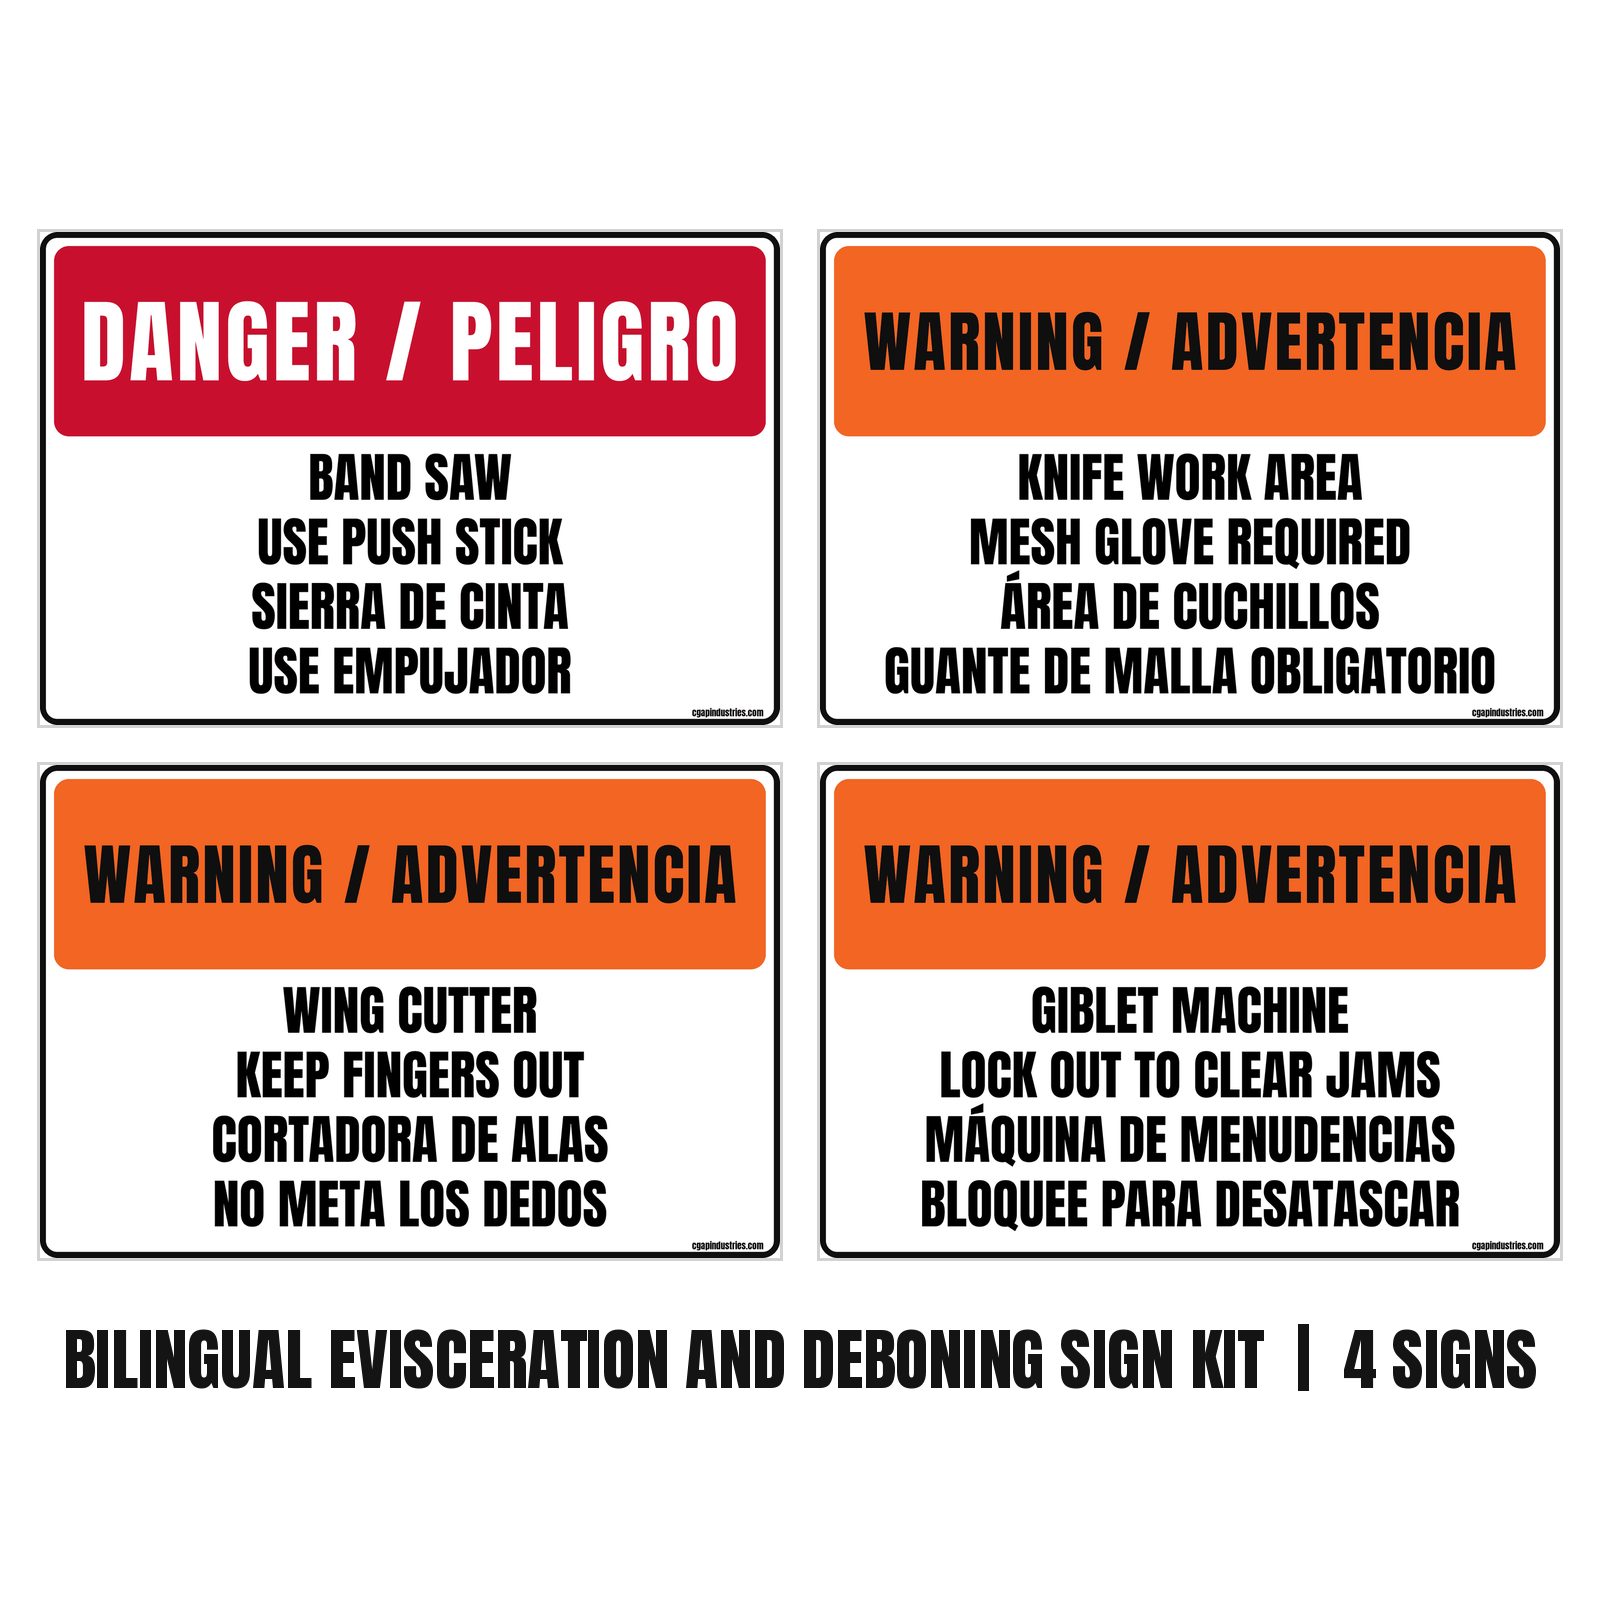 DANGER / PELIGRO
BAND SAW
USE PUSH STICK
SIERRA DE CINTA
USE EMPUJADOR
cgapindustries.com
WARNING / ADVERTENCIA
KNIFE WORK AREA
MESH GLOVE REQUIRED
ÁREA DE CUCHILLOS
GUANTE DE MALLA OBLIGATORIO
cgapindustries.com
WARNING / ADVERTENCIA
WING CUTTER
KEEP FINGERS OUT
CORTADORA DE ALAS
NO META LOS DEDOS
cgapindustries.com
WARNING / ADVERTENCIA
GIBLET MACHINE
LOCK OUT TO CLEAR JAMS
MÁQUINA DE MENUDENCIAS
BLOQUEE PARA DESATASCAR
cgapindustries.com
BILINGUAL EVISCERATION AND DEBONING SIGN KIT | 4 SIGNS